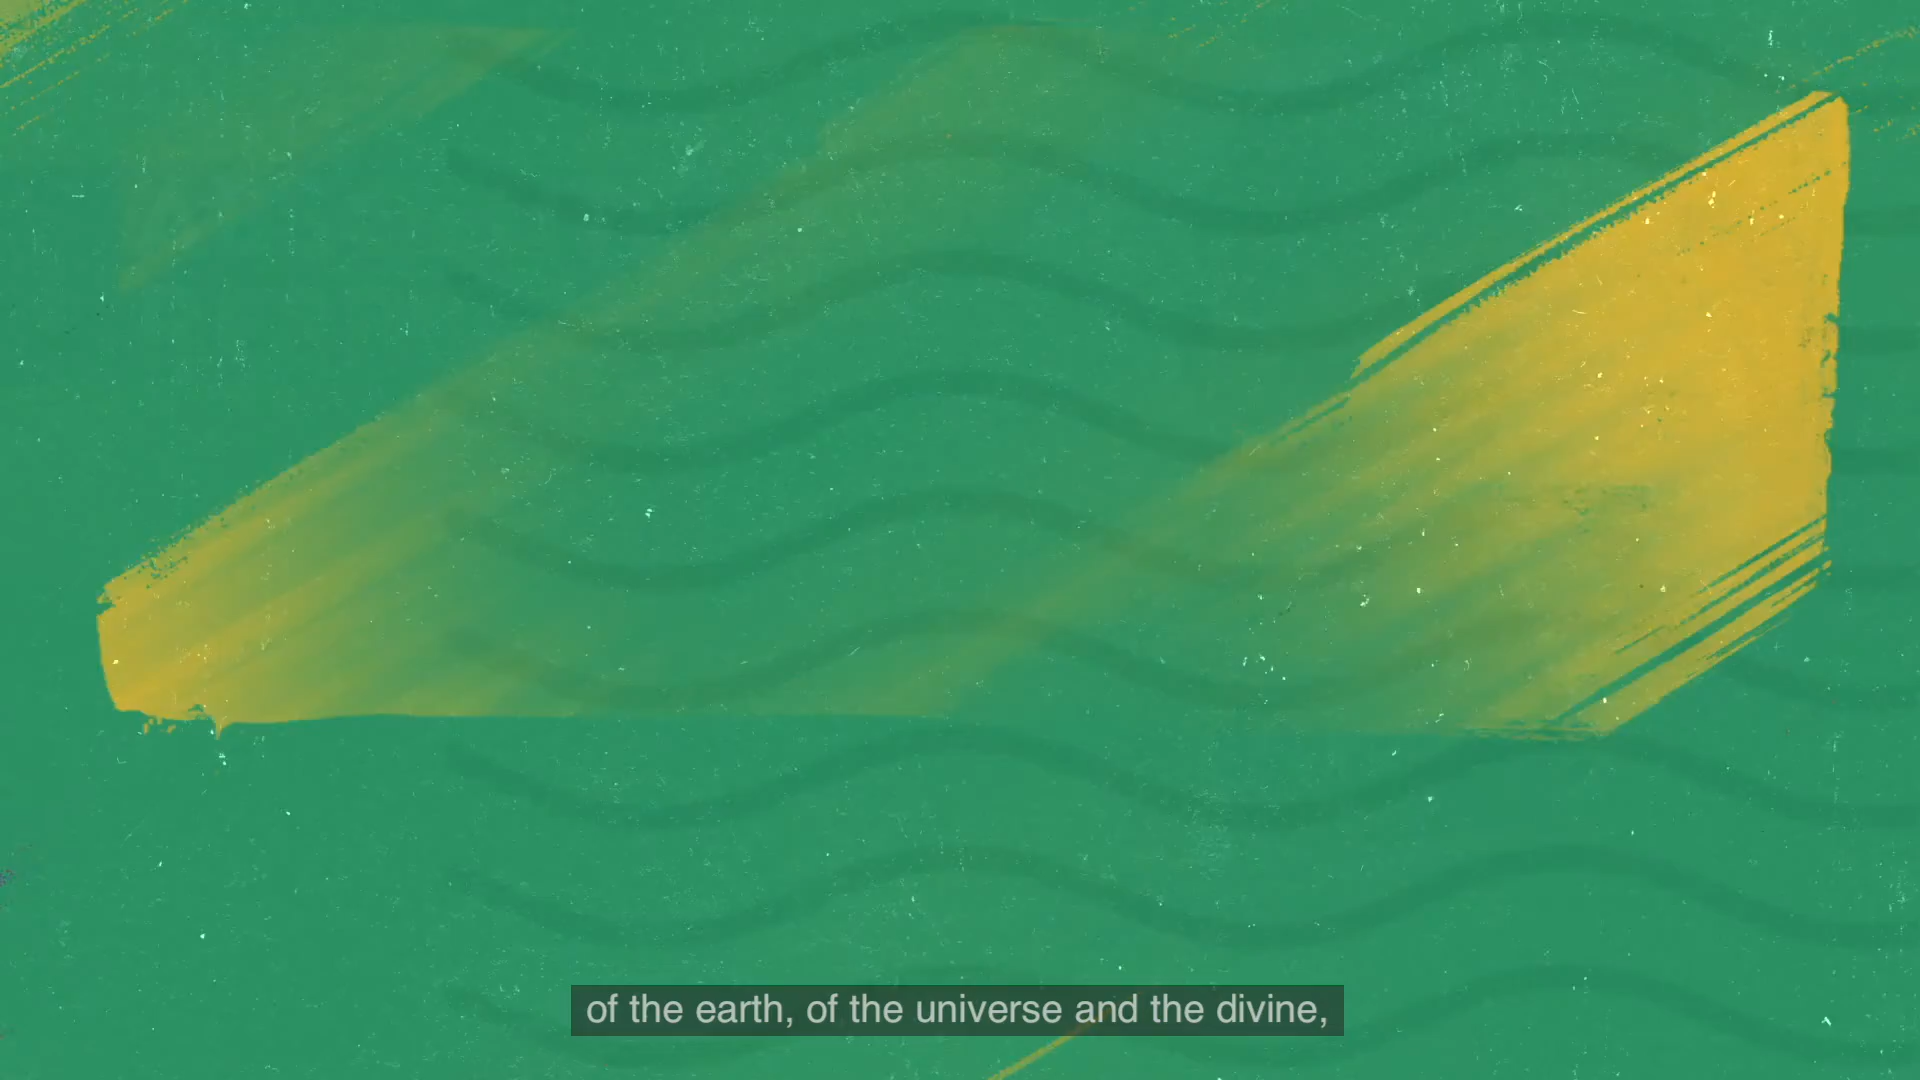 of the earth, of the universe and the divine,